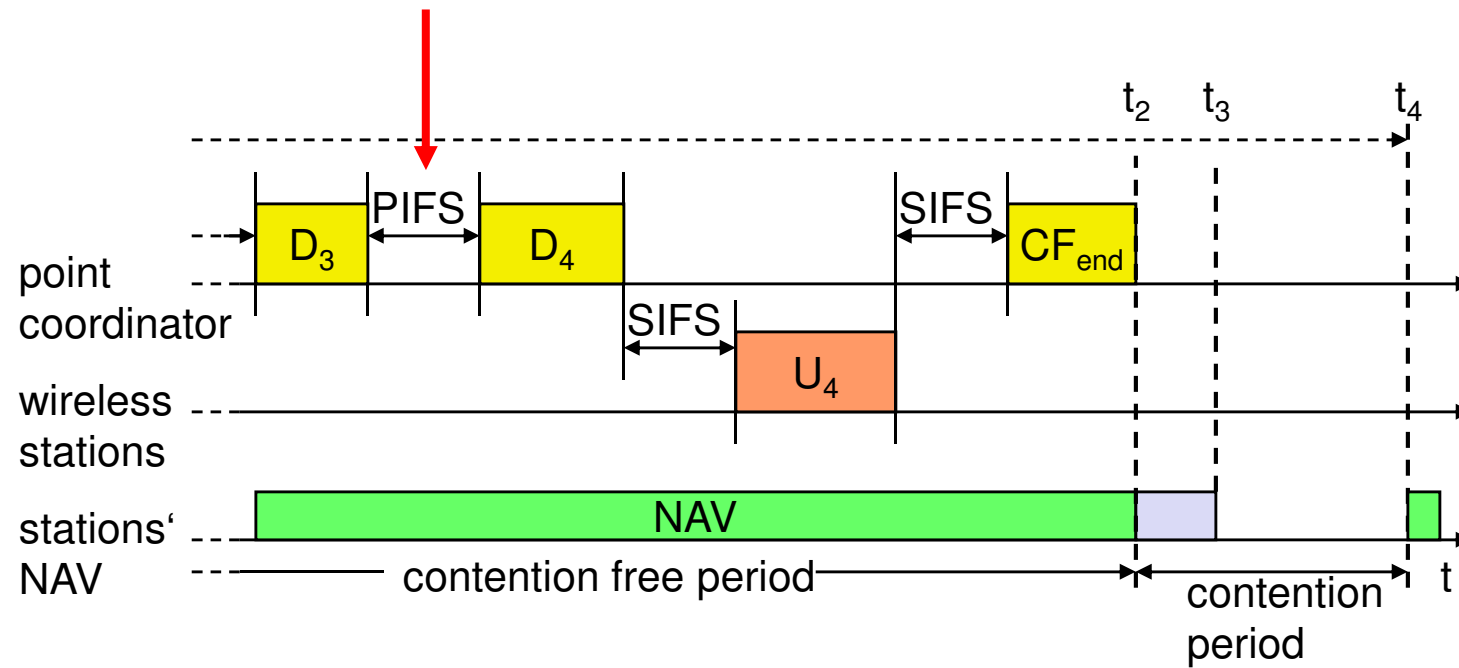 t₂ t₃ t₄
PIFS SIFS
D₃ D₄ CFₑₙd
point
coordinator
SIFS
U₄
wireless
stations
NAV
stations‘
NAV
contention free period t
contention
period